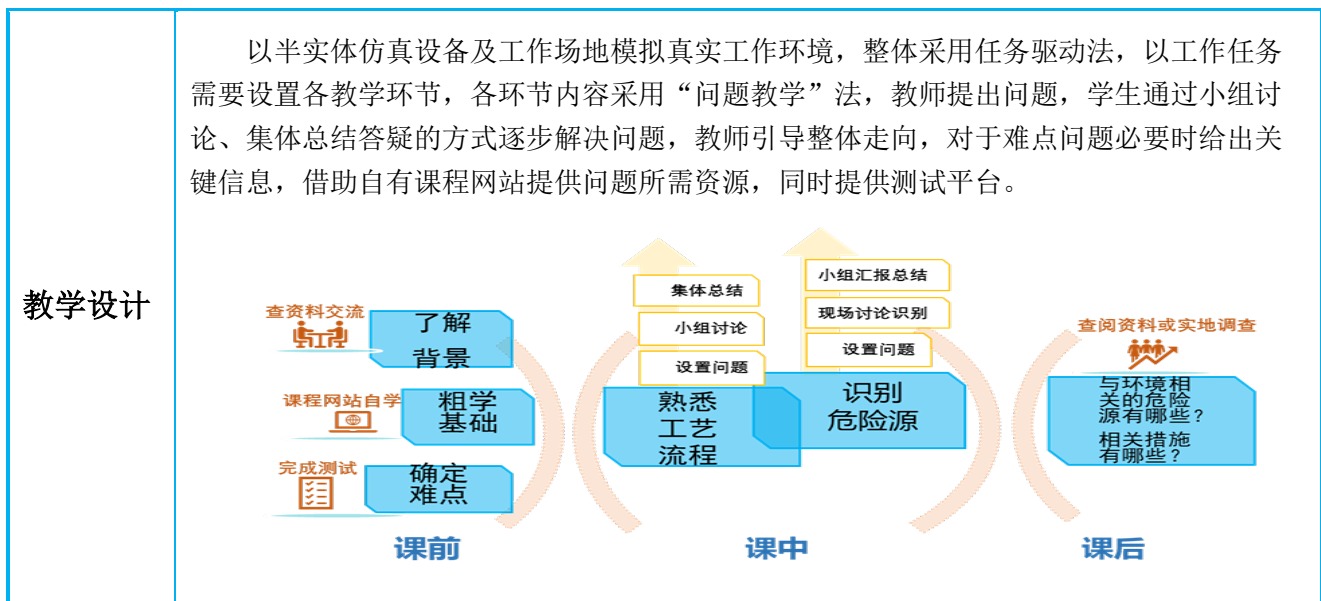 教学设计
以半实体仿真设备及工作场地模拟真实工作环境，整体采用任务驱动法，以工作任务
需要设置各教学环节，各环节内容采用“问题教学”法，教师提出问题，学生通过小组讨
论、集体总结答疑的方式逐步解决问题，教师引导整体走向，对于难点问题必要时给出关
键信息，借助自有课程网站提供问题所需资源，同时提供测试平台。
查资料交流
了解
背景
课程网站自学
粗学
基础
完成测试
确定
难点
课前
集体总结
小组讨论
设置问题
熟悉
工艺
流程
小组汇报总结
现场讨论识别
设置问题
识别
危险源
课中
查阅资料或实地调查
与环境相
关的危险
源有哪些？
相关措施
有哪些？
课后